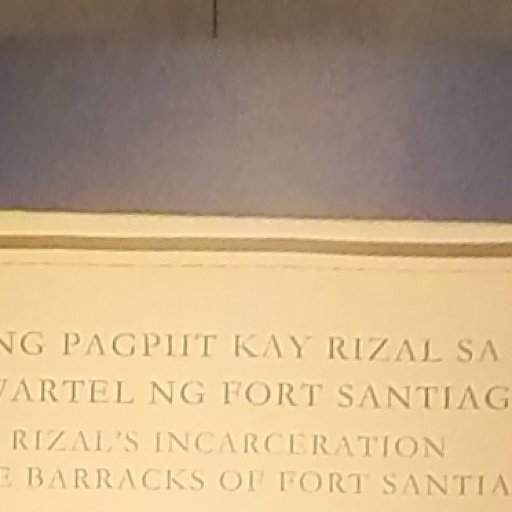 NG PAGPIIT KAY RIZAL SA
WARTEL NG FORT SANTIAG
RIZAL'S INCARCERATION
E BARRACKS OF FORT SANTIA